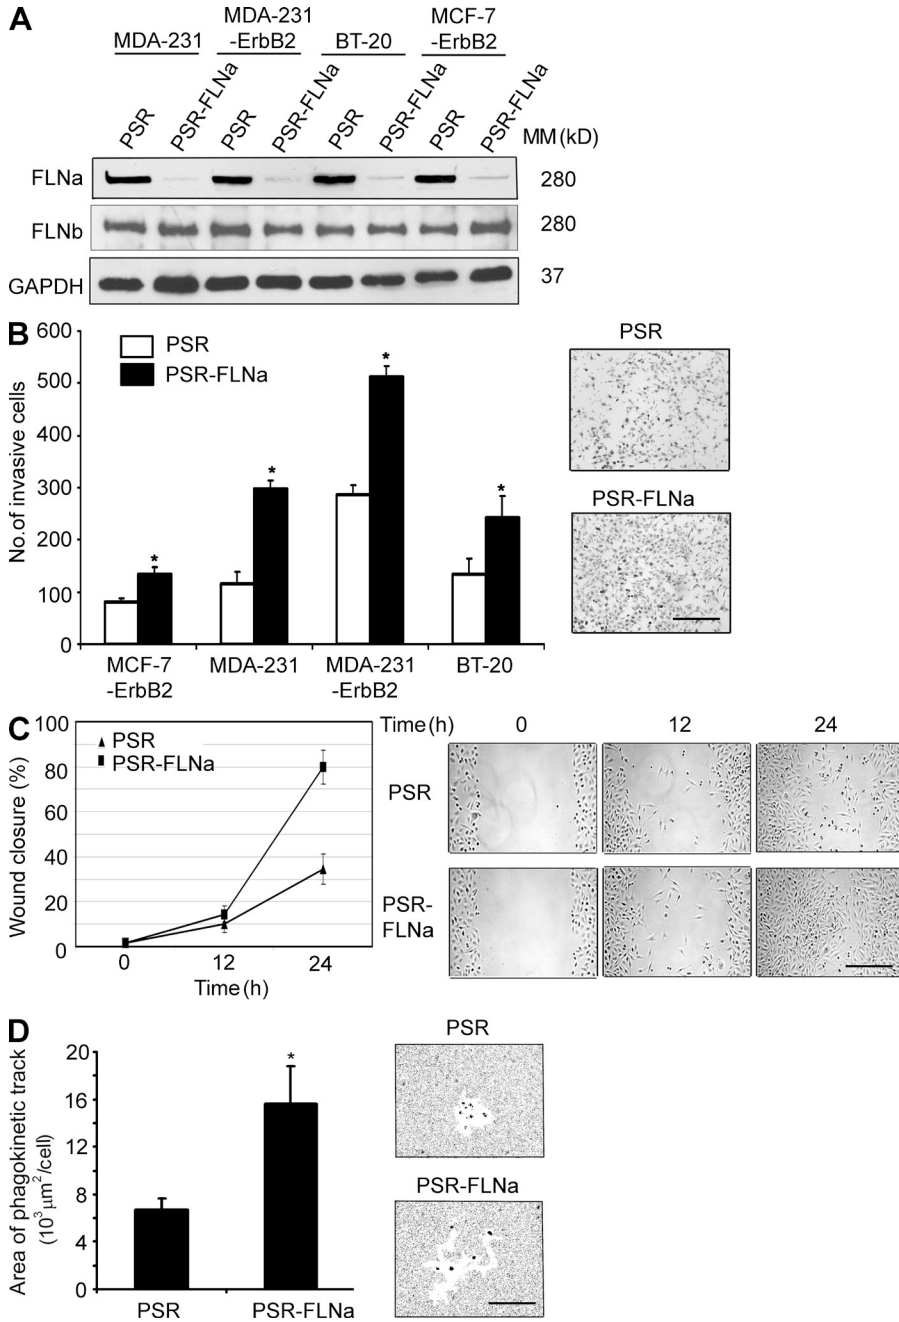 A
MDA-231
MDA-231
-ErbB2
BT-20
MCF-7
-ErbB2
PSR
PSR-FLNa
PSR
PSR-FLNa
PSR
PSR-FLNa
PSR
PSR-FLNa
MM (kD)
FLNa
280
FLNb
280
GAPDH
37
B
No.of invasive cells
600
500
400
300
200
100
0
PSR
PSR-FLNa
*
*
*
*
MCF-7
-ErbB2
MDA-231
MDA-231
-ErbB2
BT-20
PSR
PSR-FLNa
C
Wound closure (%)
100
80
60
40
20
0
PSR
PSR-FLNa
0
12
24
Time (h)
Time (h)
0
12
24
PSR
PSR-
FLNa
D
Area of phagokinetic track
(10³ µm²/cell)
20
16
12
8
4
0
*
PSR
PSR-FLNa
PSR
PSR-FLNa